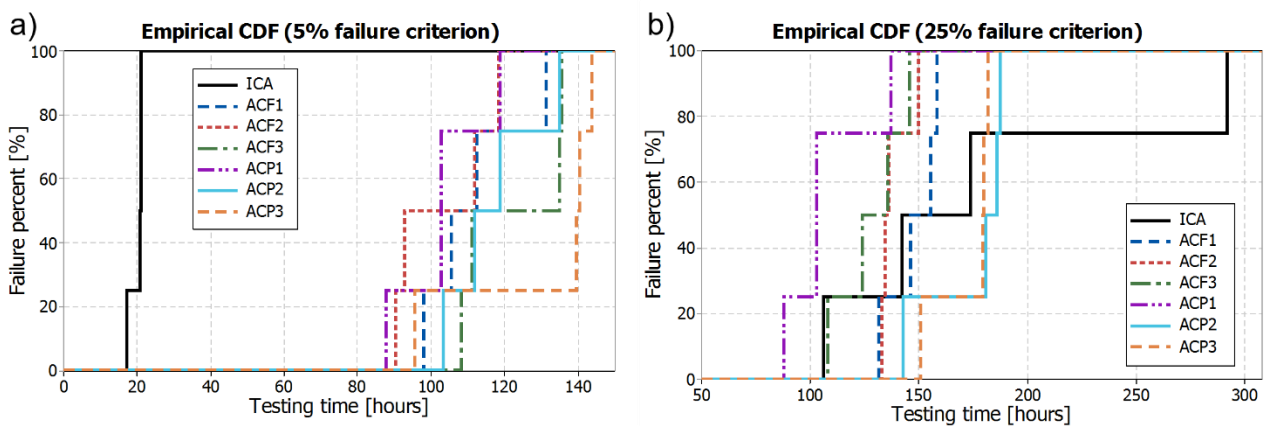 a)
Empirical CDF (5% failure criterion)
Failure percent [%]
100
80
60
40
20
0
ICA
ACF1
ACF2
ACF3
ACP1
ACP2
ACP3
0 20 40 60 80 100 120 140
Testing time [hours]
b)
Empirical CDF (25% failure criterion)
Failure percent [%]
100
80
60
40
20
0
ICA
ACF1
ACF2
ACF3
ACP1
ACP2
ACP3
50 100 150 200 250 300
Testing time [hours]